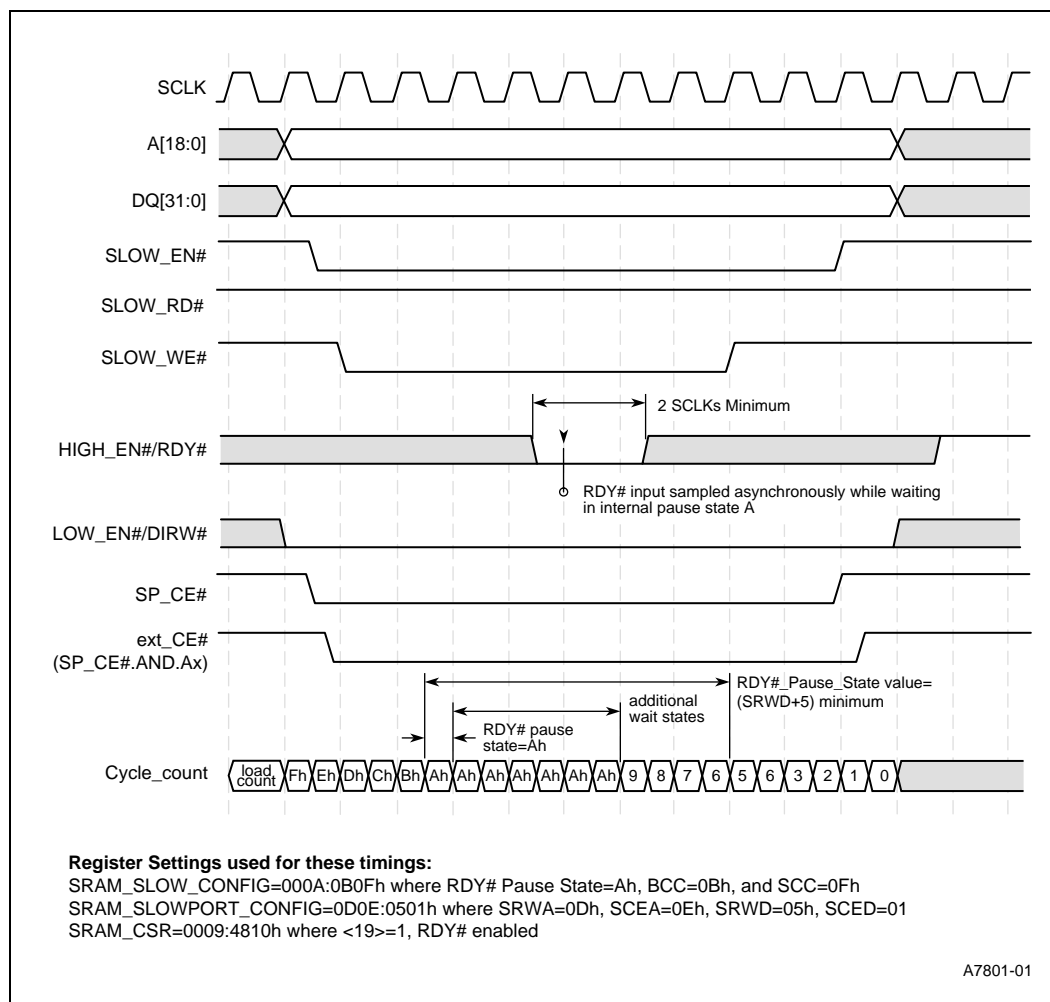 SCLK
A[18:0]
DQ[31:0]
SLOW_EN#
SLOW_RD#
SLOW_WE#
2 SCLKs Minimum
HIGH_EN#/RDY#
RDY# input sampled asynchronously while waiting
in internal pause state A
LOW_EN#/DIRW#
SP_CE#
ext_CE#
(SP_CE#.AND.Ax)
RDY#_Pause_State value=
(SRWD+5) minimum
additional
wait states
RDY# pause
state=Ah
Cycle_count
load
count
Fh Eh Dh Ch Bh Ah Ah Ah Ah Ah Ah Ah 9 8 7 6 5 6 3 2 1 0
Register Settings used for these timings:
SRAM_SLOW_CONFIG=000A:0B0Fh where RDY# Pause State=Ah, BCC=0Bh, and SCC=0Fh
SRAM_SLOWPORT_CONFIG=0D0E:0501h where SRWA=0Dh, SCEA=0Eh, SRWD=05h, SCED=01
SRAM_CSR=0009:4810h where <19>=1, RDY# enabled
A7801-01